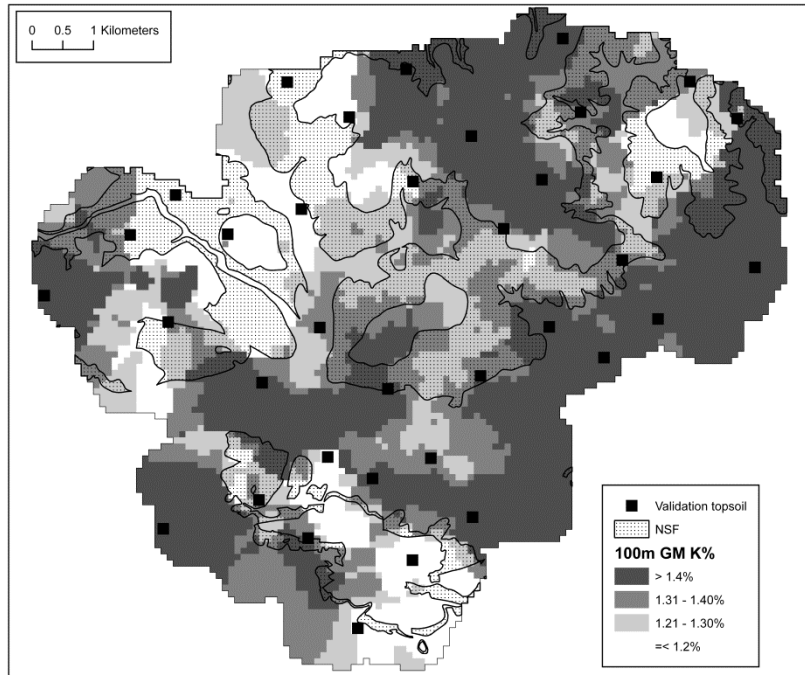 0 0.5 1 Kilometers
Validation topsoil
NSF
100m GM K%
> 1.4%
1.31 - 1.40%
1.21 - 1.30%
=< 1.2%